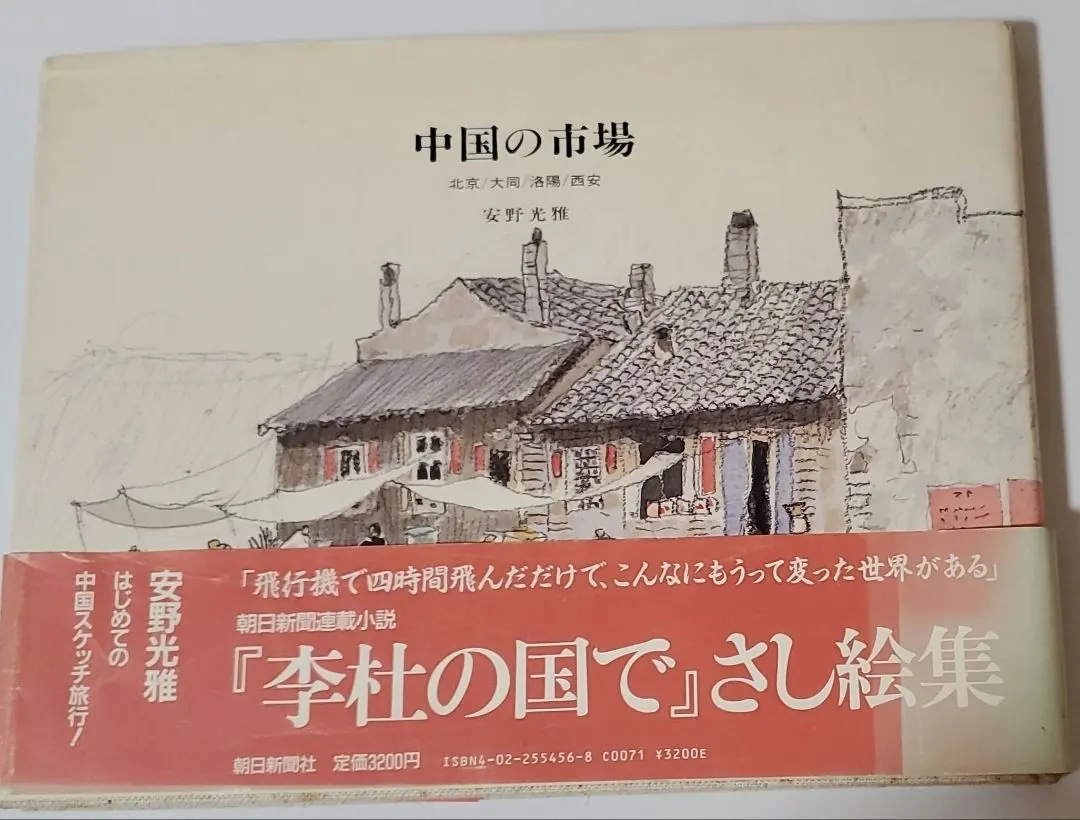 中国の市場
北京/大同/洛陽/西安
安野光雅
安野光雅
はじめての
中国スケッチ旅行!
「飛行機で四時間飛んだだけで、こんなにもうって変った世界がある」
朝日新聞連載小説
『李杜の国で』さし絵集
朝日新聞社 定価3200円 ISBN4-02-255456-8 C0071 ¥3200E